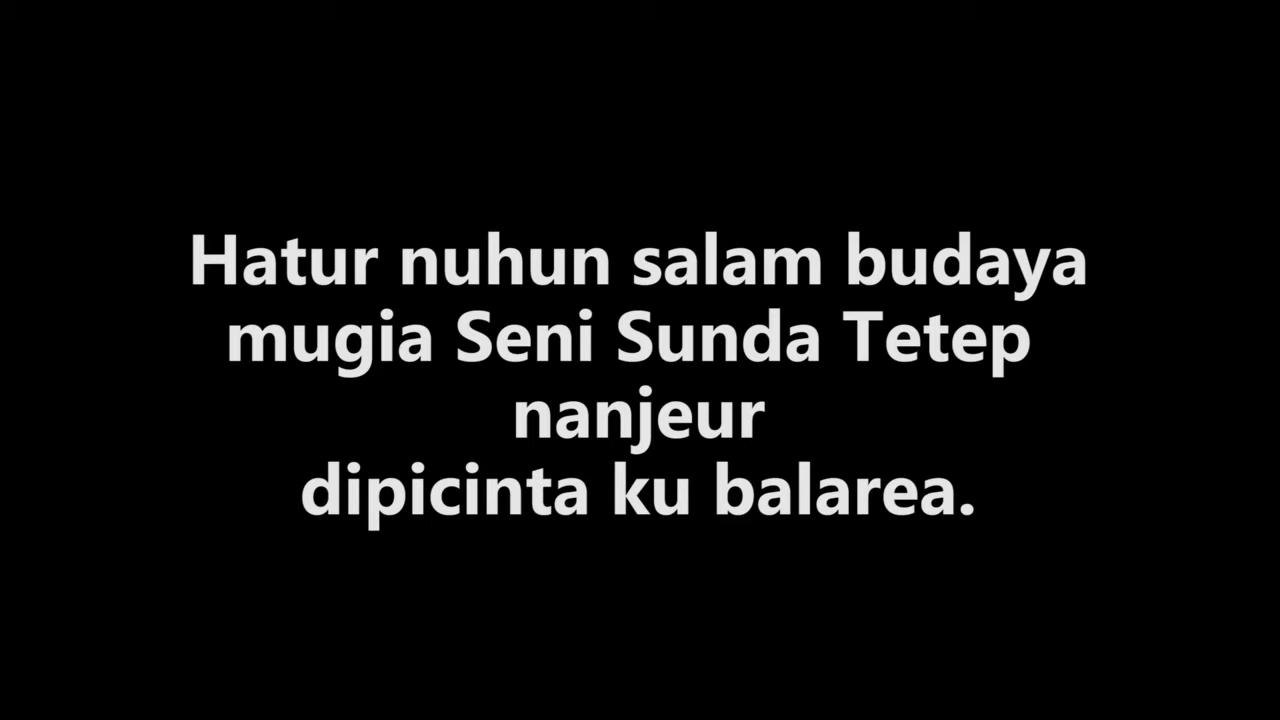 Hatur nuhun salam budaya
mugia Seni Sunda Tetep
nanjeur
dipicinta ku balarea.